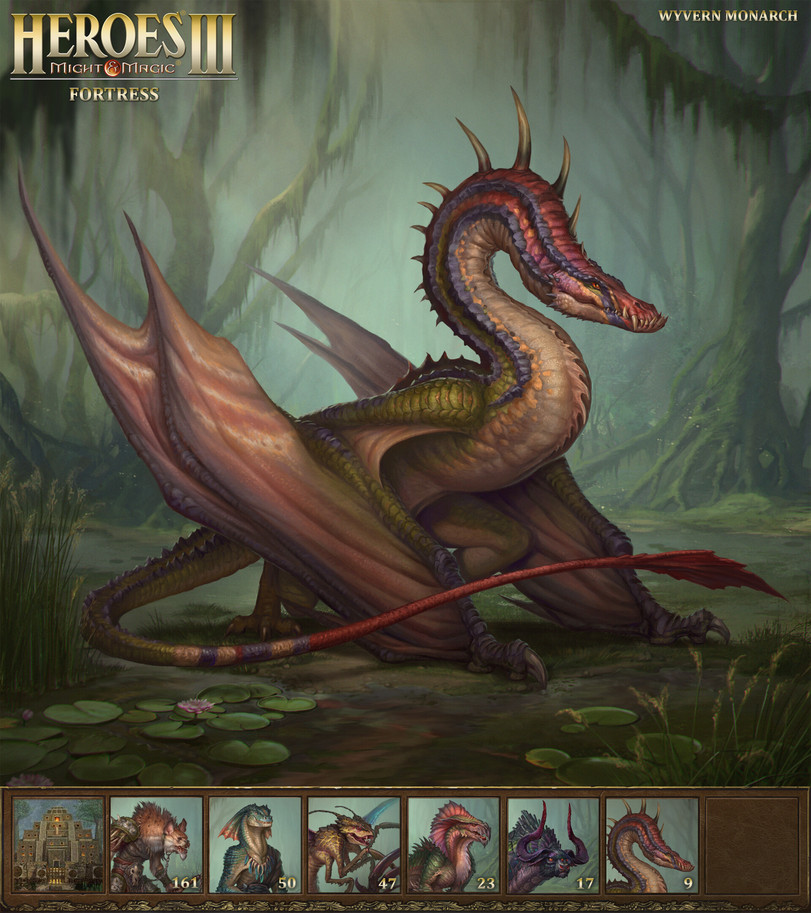 HEROES III
Might & Magic
FORTRESS
WYVERN MONARCH
161
50
47
23
17
9